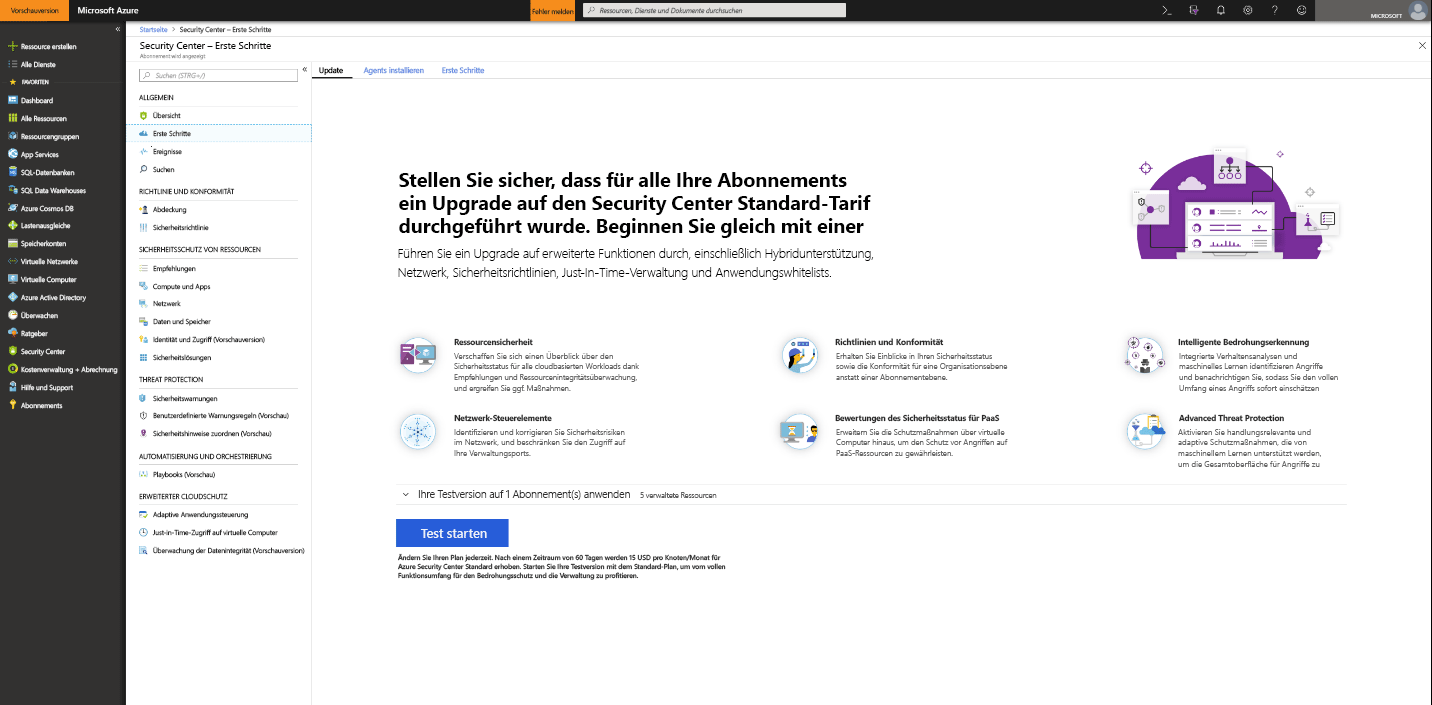 Vorschauversion
Microsoft Azure
Fehler melden
Ressourcen, Dienste und Dokumente durchsuchen
MICROSOFT
Ressource erstellen
Alle Dienste
FAVORITEN
Dashboard
Alle Ressourcen
Ressourcengruppen
App Services
SQL-Datenbanken
SQL Data Warehouses
Azure Cosmos DB
Lastenausgleiche
Speicherkonten
Virtuelle Netzwerke
Virtuelle Computer
Azure Active Directory
Überwachen
Ratgeber
Security Center
Kostenverwaltung + Abrechnung
Hilfe und Support
Abonnements
Startseite > Security Center – Erste Schritte
Security Center – Erste Schritte
Abonnement wird angezeigt
Suchen (STRG+/)
ALLGEMEIN
Übersicht
Erste Schritte
Ereignisse
Suchen
RICHTLINIE UND KONFORMITÄT
Abdeckung
Sicherheitsrichtlinie
SICHERHEITSSCHUTZ VON RESSOURCEN
Empfehlungen
Compute und Apps
Netzwerk
Daten und Speicher
Identität und Zugriff (Vorschauversion)
Sicherheitslösungen
THREAT PROTECTION
Sicherheitswarnungen
Benutzerdefinierte Warnungsregeln (Vorschau)
Sicherheitshinweise zuordnen (Vorschau)
AUTOMATISIERUNG UND ORCHESTRIERUNG
Playbooks (Vorschau)
ERWEITERTER CLOUDSCHUTZ
Adaptive Anwendungssteuerung
Just-in-Time-Zugriff auf virtuelle Computer
Überwachung der Datenintegrität (Vorschauversion)
Update Agents installieren Erste Schritte
Stellen Sie sicher, dass für alle Ihre Abonnements
ein Upgrade auf den Security Center Standard-Tarif
durchgeführt wurde. Beginnen Sie gleich mit einer
Führen Sie ein Upgrade auf erweiterte Funktionen durch, einschließlich Hybridunterstützung,
Netzwerk, Sicherheitsrichtlinien, Just-In-Time-Verwaltung und Anwendungswhitelists.
Ressourcensicherheit
Verschaffen Sie sich einen Überblick über den
Sicherheitsstatus für alle cloudbasierten Workloads dank
Empfehlungen und Ressourcenintegritätsüberwachung,
und ergreifen Sie ggf. Maßnahmen.
Richtlinien und Konformität
Erhalten Sie Einblicke in Ihren Sicherheitsstatus
sowie die Konformität für eine Organisationsebene
anstatt einer Abonnementebene.
Intelligente Bedrohungserkennung
Integrierte Verhaltensanalysen und
maschinelles Lernen identifizieren Angriffe
und benachrichtigen Sie, sodass Sie den vollen
Umfang eines Angriffs sofort einschätzen
Netzwerk-Steuerelemente
Identifizieren und korrigieren Sie Sicherheitsrisiken
im Netzwerk, und beschränken Sie den Zugriff auf
Ihre Verwaltungsports.
Bewertungen des Sicherheitsstatus für PaaS
Erweitern Sie die Schutzmaßnahmen über virtuelle
Computer hinaus, um den Schutz vor Angriffen auf
PaaS-Ressourcen zu gewährleisten.
Advanced Threat Protection
Aktivieren Sie handlungsrelevante und
adaptive Schutzmaßnahmen, die von
maschinellem Lernen unterstützt werden,
um die Gesamtoberfläche für Angriffe zu
Ihre Testversion auf 1 Abonnement(s) anwenden 5 verwaltete Ressourcen
Test starten
Ändern Sie Ihren Plan jederzeit. Nach einem Zeitraum von 60 Tagen werden 15 USD pro Knoten/Monat für
Azure Security Center Standard erhoben. Starten Sie Ihre Testversion mit dem Standard-Plan, um vom vollen
Funktionsumfang für den Bedrohungsschutz und die Verwaltung zu profitieren.